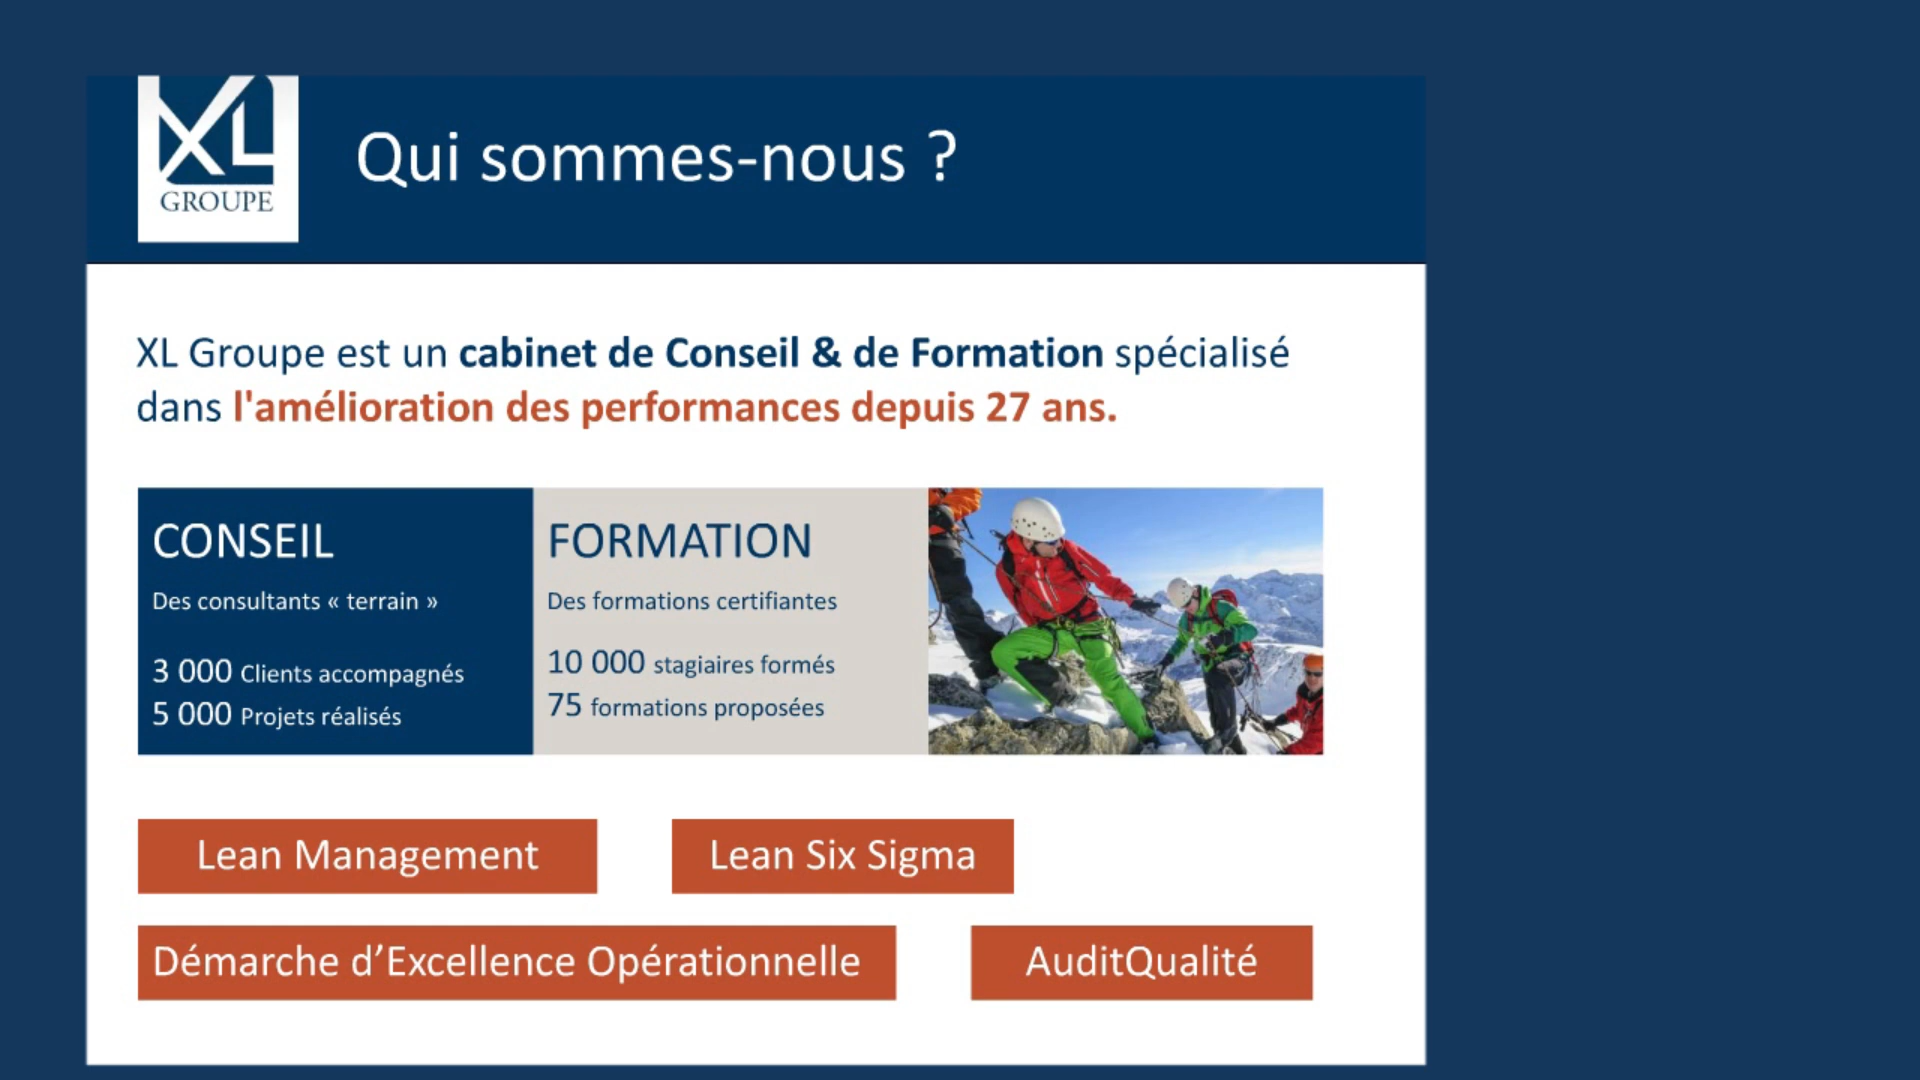 XL
GROUPE
Qui sommes-nous ?
XL Groupe est un cabinet de Conseil & de Formation spécialisé
dans l'amélioration des performances depuis 27 ans.
CONSEIL
Des consultants « terrain »
3 000 Clients accompagnés
5 000 Projets réalisés
FORMATION
Des formations certifiantes
10 000 stagiaires formés
75 formations proposées
Lean Management
Lean Six Sigma
Démarche d’Excellence Opérationnelle
AuditQualité